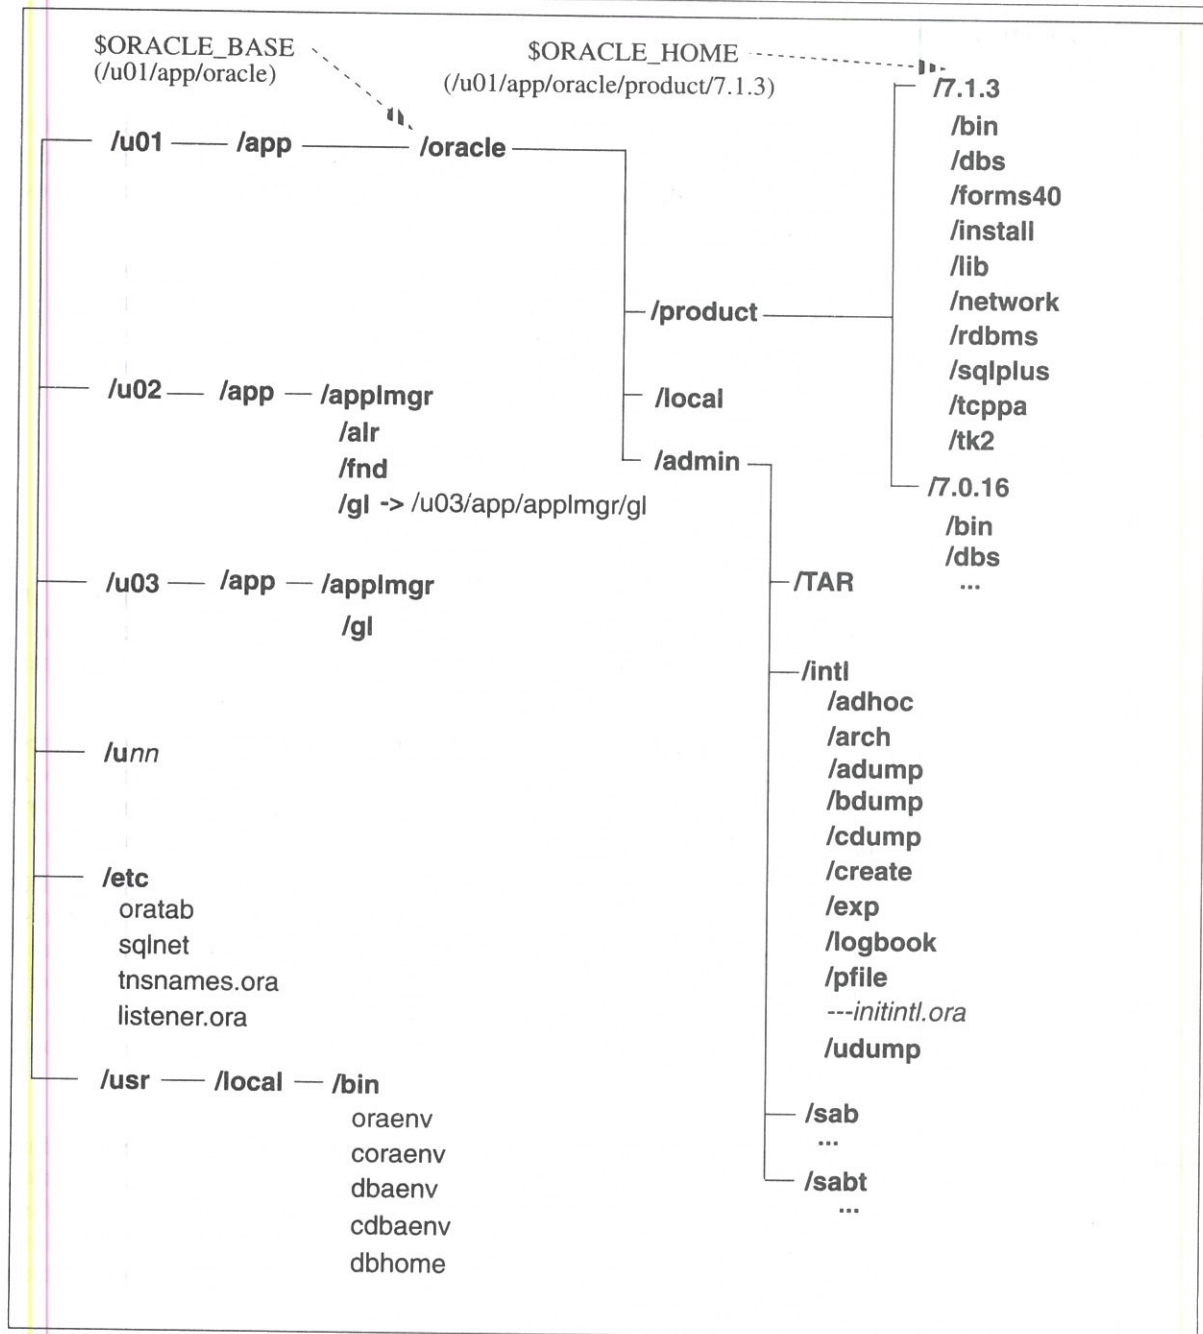 $ORACLE_BASE
(/u01/app/oracle)
$ORACLE_HOME
(/u01/app/oracle/product/7.1.3)
/7.1.3
/bin
/dbs
/forms40
/install
/lib
/network
/rdbms
/sqlplus
/tcppa
/tk2
/7.0.16
/bin
/dbs
...
/u01 /app /oracle
/product
/local
/admin
/TAR
/intl
/adhoc
/arch
/adump
/bdump
/cdump
/create
/exp
/logbook
/pfile
---initintl.ora
/udump
/sab
...
/sabt
...
/u02 /app /applmgr
/alr
/fnd
/gl -> /u03/app/applmgr/gl
/u03 /app /applmgr
/gl
/unn
/etc
oratab
sqlnet
tnsnames.ora
listener.ora
/usr /local /bin
oraenv
coraenv
dbaenv
cdbaenv
dbhome